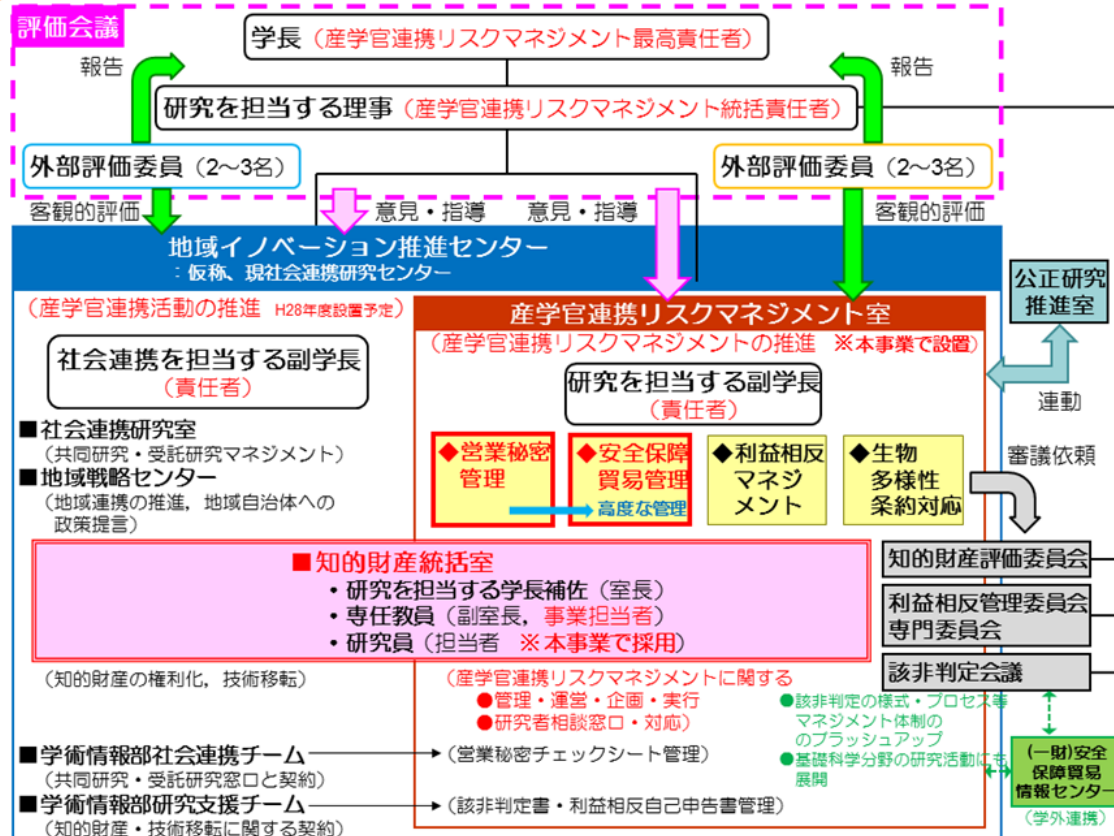 評価会議
学長（産学官連携リスクマネジメント最高責任者）
報告
報告
研究を担当する理事（産学官連携リスクマネジメント統括責任者）
外部評価委員（2～3名）
外部評価委員（2～3名）
客観的評価
意見・指導
意見・指導
客観的評価
地域イノベーション推進センター
：仮称、現社会連携研究センター
（産学官連携活動の推進 H28年度設置予定）
社会連携を担当する副学長
（責任者）
■社会連携研究室
（共同研究・受託研究マネジメント）
■地域戦略センター
（地域連携の推進，地域自治体への
政策提言）
産学官連携リスクマネジメント室
（産学官連携リスクマネジメントの推進 ※本事業で設置）
研究を担当する副学長
（責任者）
◆営業秘密
管理
◆安全保障
貿易管理
高度な管理
◆利益相反
マネジ
メント
◆生物
多様性
条約対応
公正研究
推進室
連動
審議依頼
知的財産評価委員会
利益相反管理委員会
専門委員会
該非判定会議
■知的財産統括室
・研究を担当する学長補佐（室長）
・専任教員（副室長，事業担当者）
・研究員（担当者 ※本事業で採用）
（知的財産の権利化，技術移転）
（産学官連携リスクマネジメントに関する
●管理・運営・企画・実行
●研究者相談窓口・対応）
●該非判定の様式・プロセス等
マネジメント体制の
のブラッシュアップ
●基礎科学分野の研究活動にも
展開
(一財)安全
保障貿易
情報センター
（学外連携）
■学術情報部社会連携チーム
（共同研究・受託研究窓口と契約）
（営業秘密チェックシート管理）
■学術情報部研究支援チーム
（知的財産・技術移転に関する契約）
（該非判定書・利益相反自己申告書管理）